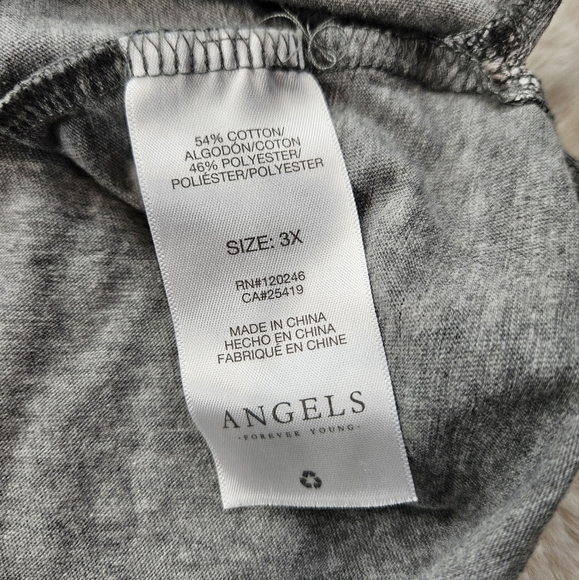 54% COTTON/
ALGODÓN/COTON
46% POLYESTER/
POLIÉSTER/POLYESTER
SIZE: 3X
RN#120246
CA#25419
MADE IN CHINA
HECHO EN CHINA
FABRIQUÉ EN CHINE
ANGELS
·FOREVER YOUNG·